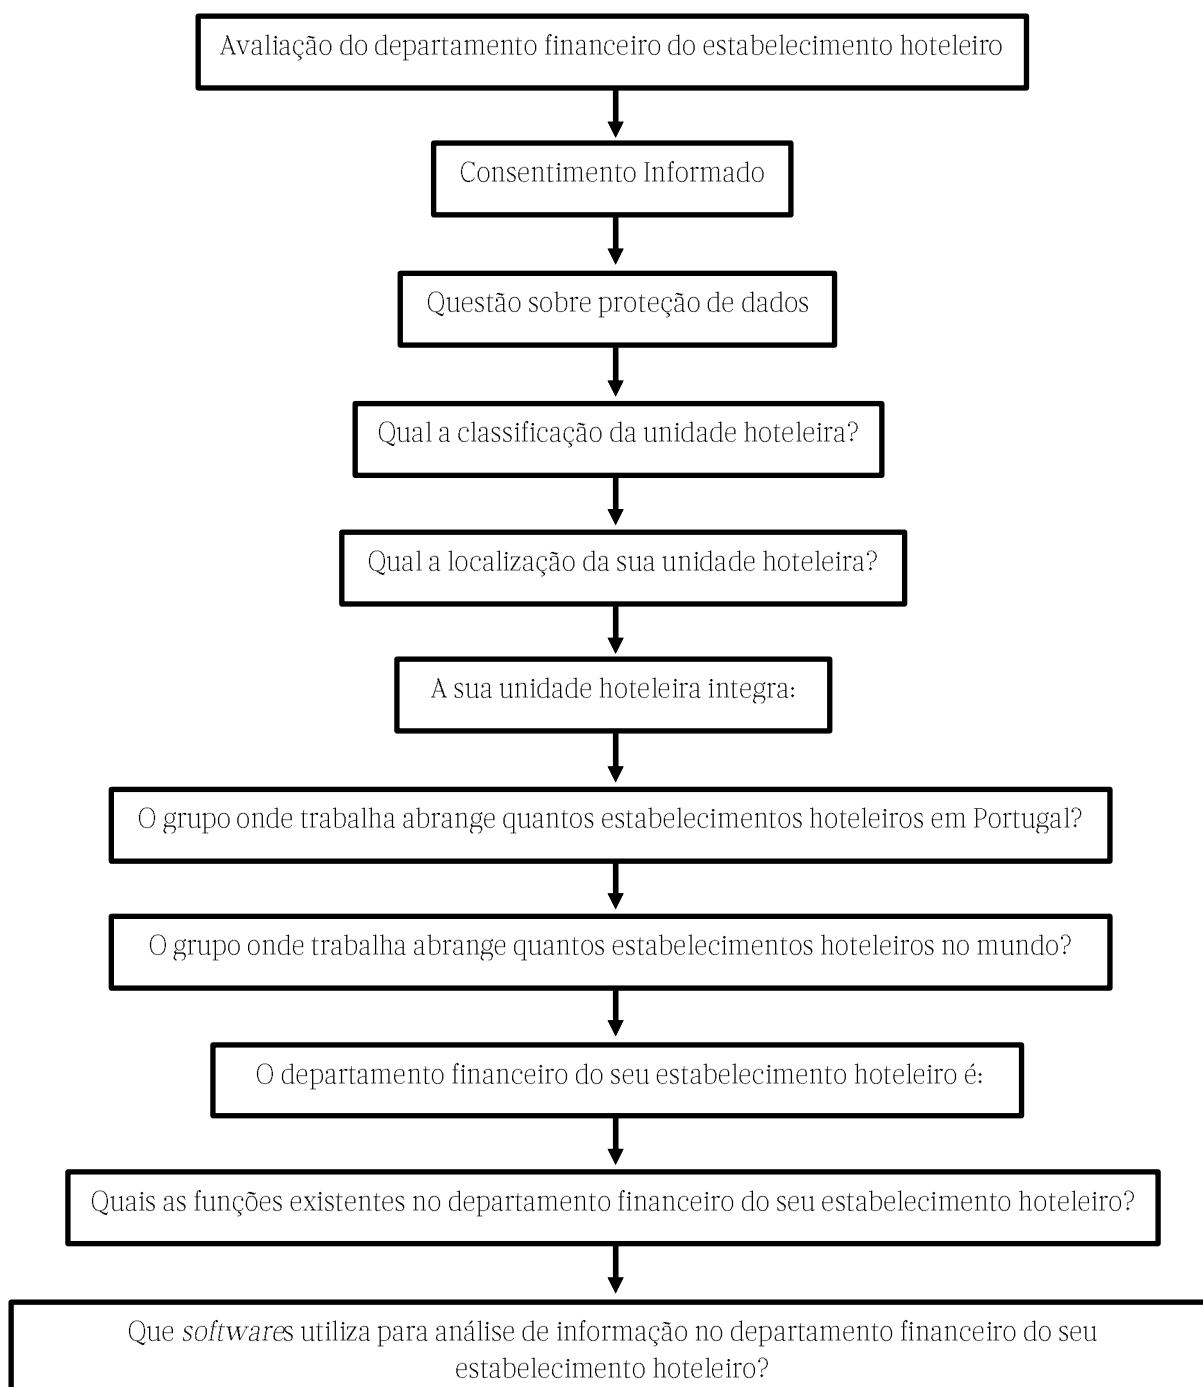 Avaliação do departamento financeiro do estabelecimento hoteleiro
Consentimento Informado
Questão sobre proteção de dados
Qual a classificação da unidade hoteleira?
Qual a localização da sua unidade hoteleira?
A sua unidade hoteleira integra:
O grupo onde trabalha abrange quantos estabelecimentos hoteleiros em Portugal?
O grupo onde trabalha abrange quantos estabelecimentos hoteleiros no mundo?
O departamento financeiro do seu estabelecimento hoteleiro é:
Quais as funções existentes no departamento financeiro do seu estabelecimento hoteleiro?
Que softwares utiliza para análise de informação no departamento financeiro do seu
estabelecimento hoteleiro?